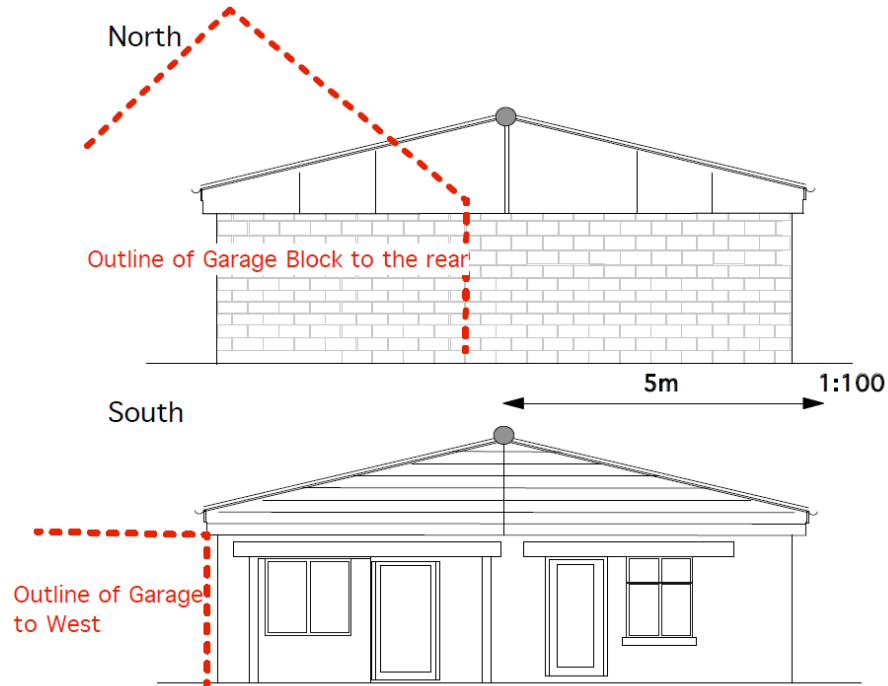 North
Outline of Garage Block to the rear
5m
1:100
South
Outline of Garage
to West